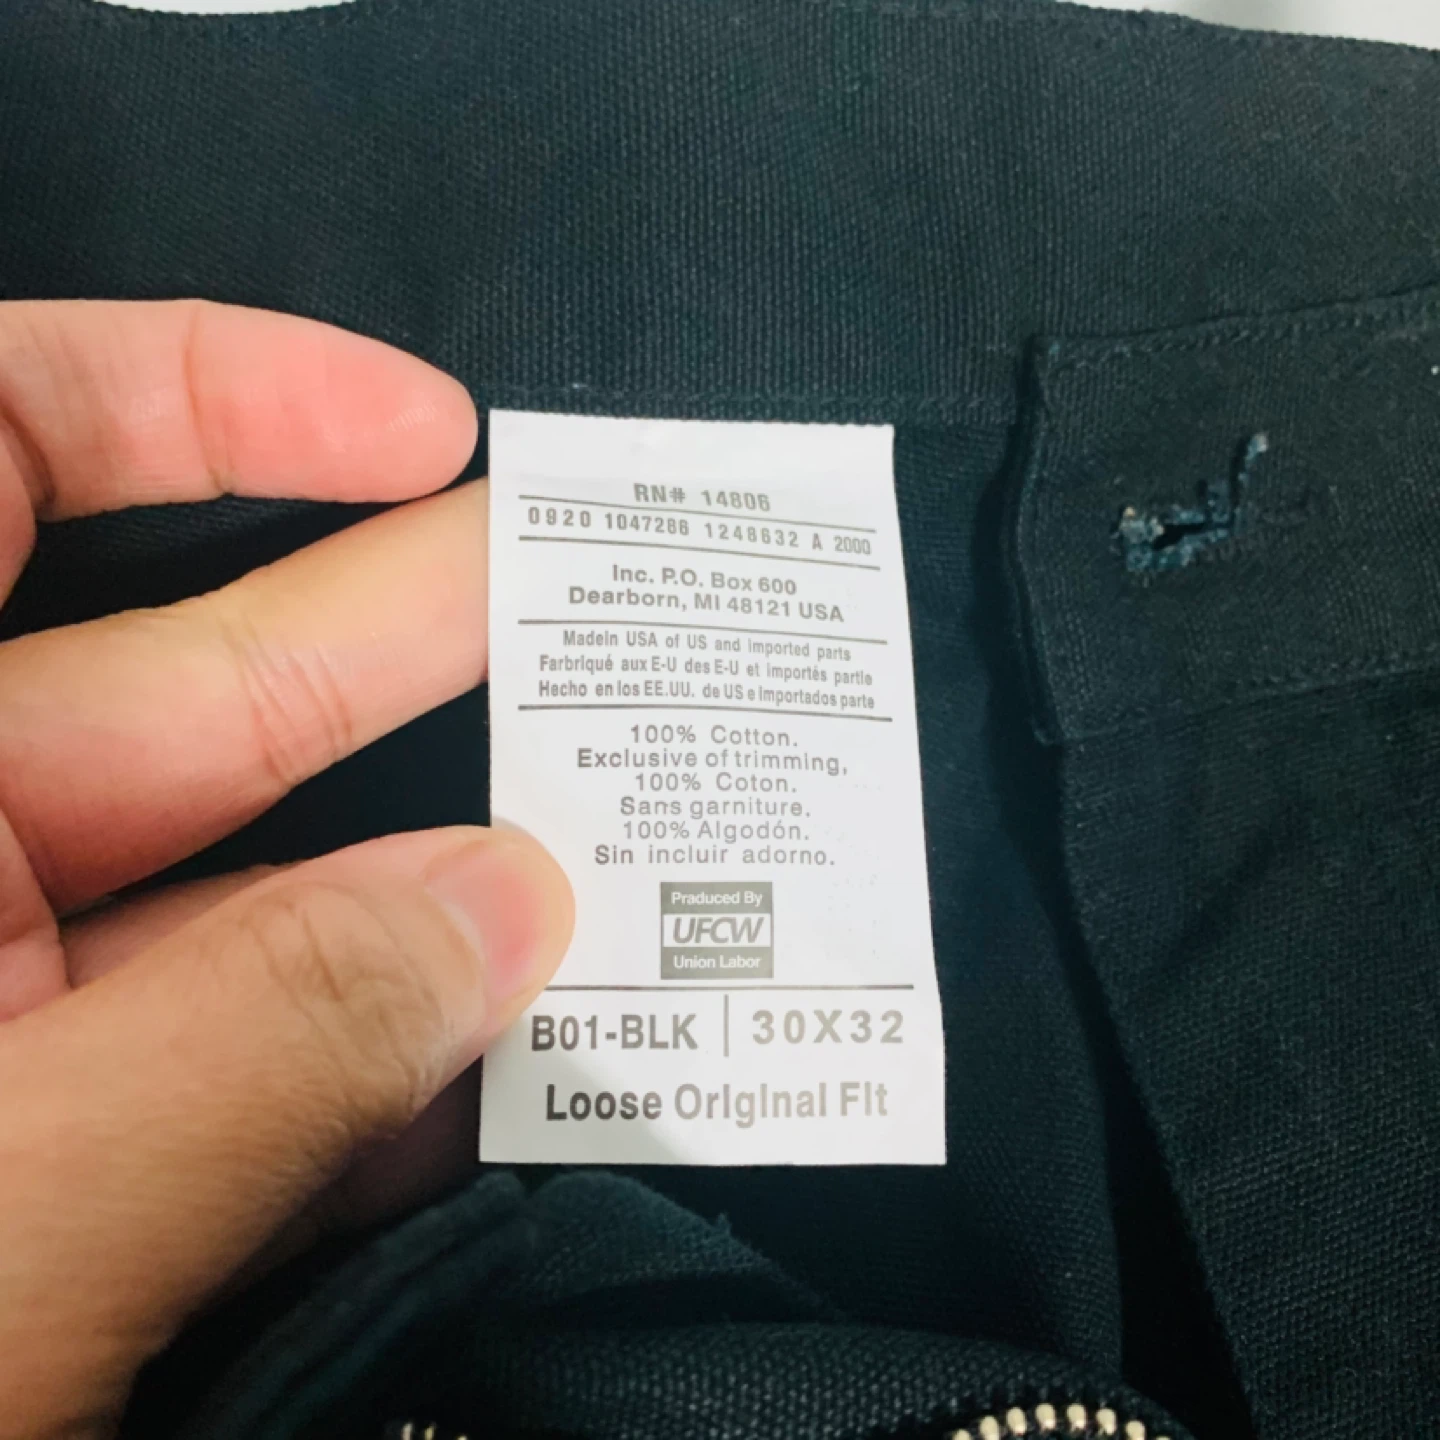 RN# 14806
0920 1047286 1248632 A 2000
Inc. P.O. Box 600
Dearborn, MI 48121 USA
Madein USA of US and imported parts
Farbriqué aux E-U des E-U et importés partie
Hecho en los EE.UU. de US e Importados parte
100% Cotton.
Exclusive of trimming,
100% Coton.
Sans garniture.
100% Algodón.
Sin incluir adorno.
Praduced By
UFCW
Union Labor
B01-BLK | 30X32
Loose Original Fit